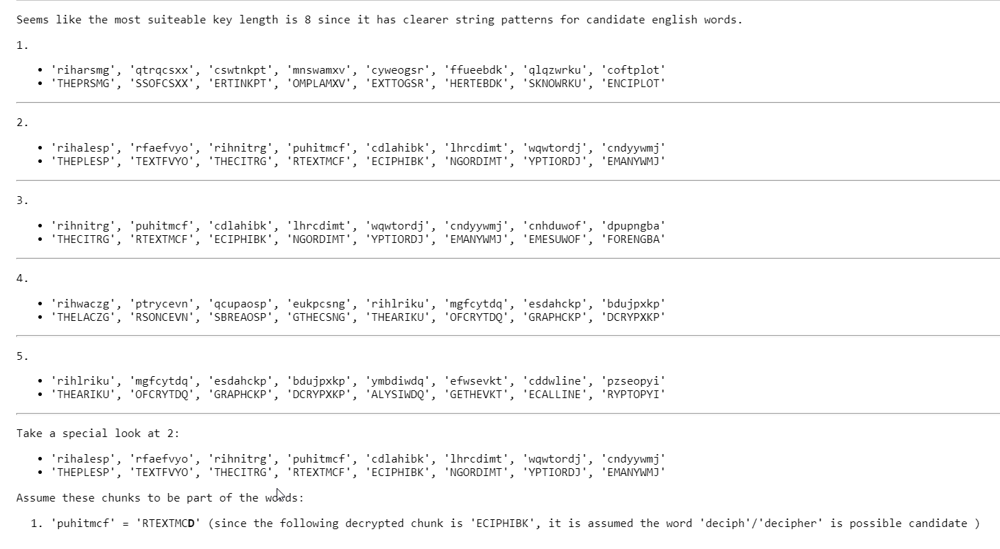 Seems like the most suiteable key length is 8 since it has clearer string patterns for candidate english words.
1.
• 'riharsmg', 'qtrqcsxx', 'cswtnkpt', 'mnswamxv', 'cyweogsr', 'ffueebdk', 'qlqzwrku', 'coftplot'
• 'THEPRSMG', 'SSOFCSXX', 'ERTINKPT', 'OMPLAMXV', 'EXTTOGSR', 'HERTEBDK', 'SKNOWRKU', 'ENCIPLOT'
2.
• 'rihalesp', 'rfaefvyo', 'rihnitrg', 'puhitmcf', 'cdlahibk', 'lhrcdimt', 'wqwtordj', 'cndyywmj'
• 'THEPLESP', 'TEXTFVYO', 'THECITRG', 'RTEXTMCF', 'ECIPHIBK', 'NGORDIMT', 'YPTIORDJ', 'EMANYWMJ'
3.
• 'rihnitrg', 'puhitmcf', 'cdlahibk', 'lhrcdimt', 'wqwtordj', 'cndyywmj', 'cnhduwof', 'dpupngba'
• 'THECITRG', 'RTEXTMCF', 'ECIPHIBK', 'NGORDIMT', 'YPTIORDJ', 'EMANYWMJ', 'EMESUWOF', 'FORENGBA'
4.
• 'rihwaczg', 'ptrycevn', 'qcupaosp', 'eukpcsng', 'rihlriku', 'mgfcytdq', 'esdahckp', 'bdujpxkp'
• 'THELACZG', 'RSONCEVN', 'SBREAOSP', 'GTHECSNG', 'THEARIKU', 'OFCRYTDQ', 'GRAPHCKP', 'DCRYPXKP'
5.
• 'rihlriku', 'mgfcytdq', 'esdahckp', 'bdujpxkp', 'ymbdiwdq', 'efwsevkt', 'cddwline', 'pzseopyi'
• 'THEARIKU', 'OFCRYTDQ', 'GRAPHCKP', 'DCRYPXKP', 'ALYSIWDQ', 'GETHEVKT', 'ECALLINE', 'RYPTOPYI'
Take a special look at 2:
• 'rihalesp', 'rfaefvyo', 'rihnitrg', 'puhitmcf', 'cdlahibk', 'lhrcdimt', 'wqwtordj', 'cndyywmj'
• 'THEPLESP', 'TEXTFVYO', 'THECITRG', 'RTEXTMCF', 'ECIPHIBK', 'NGORDIMT', 'YPTIORDJ', 'EMANYWMJ'
Assume these chunks to be part of the words:
1. 'puhitmcf' = 'RTEXTMCD' (since the following decrypted chunk is 'ECIPHIBK', it is assumed the word 'deciph'/'decipher' is possible candidate )